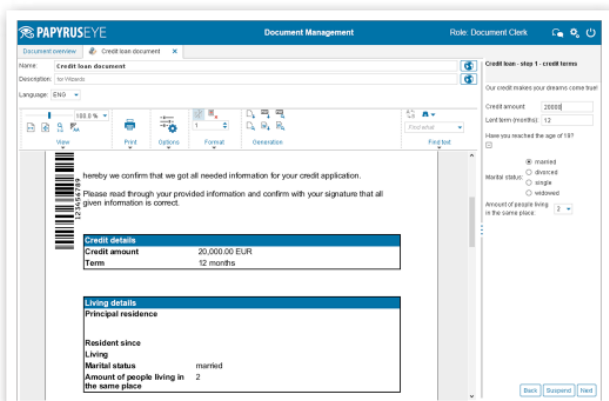 PAPYRUSEYE
Document Management
Role: Document Clerk
Document overview
Credit loan document
Name: Credit loan document
Description: for Wizards
Language: ENG
100.0 %
1
Find what
View
Print
Options
Format
Generation
Find text
123456789
hereby we confirm that we got all needed information for your credit application.
Please read through your provided information and confirm with your signature that all
given information is correct.
Credit details
Credit amount 20,000.00 EUR
Term 12 months
Living details
Principal residence
Resident since
Living
Marital status married
Amount of people living in 2
the same place
Credit loan - step 1 - credit terms
Our credit makes your dreams come true!
Credit amount: 20000
Lent term (months): 12
Have you reached the age of 18?
Marital status:
married
divorced
single
widowed
Amount of people living 2
in the same place:
Back
Suspend
Next